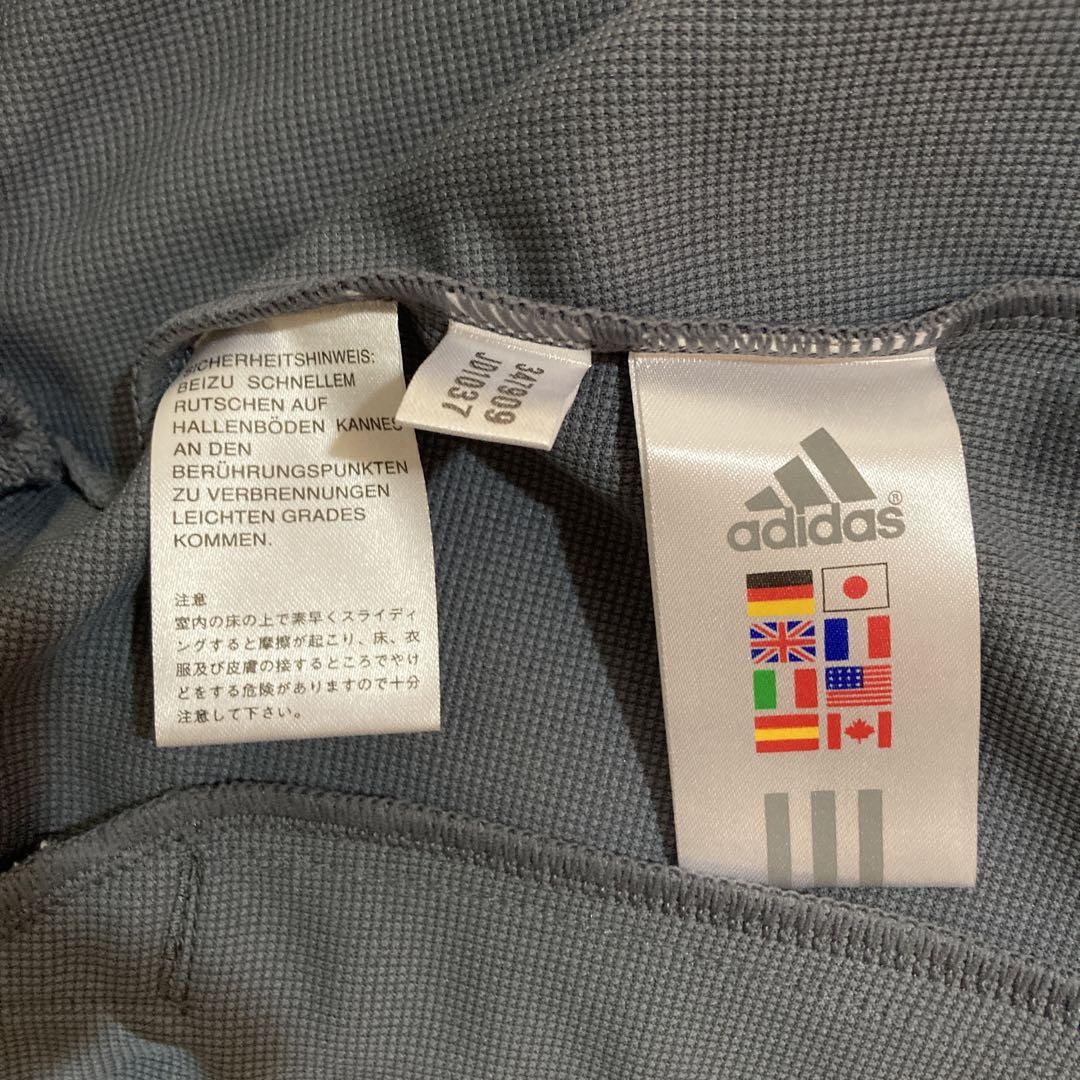 SICHERHEITSHINWEIS:
BEIZU SCHNELLEM
RUTSCHEN AUF
HALLENBÖDEN KANNES
AN DEN
BERÜHRUNGSPUNKTEN
ZU VERBRENNUNGEN
LEICHTEN GRADES
KOMMEN.
注意
室内の床の上で素早くスライディ
ングすると摩擦が起こり、床、衣
服及び皮膚の接するところでやけ
どをする危険がありますので十分
注意して下さい。
347909
JD1037
adidas®